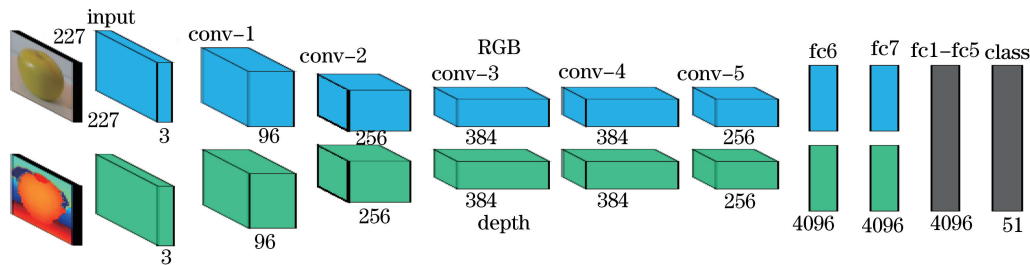 input
227
227
3
conv-1
96
conv-2
256
RGB
conv-3
384
conv-4
384
conv-5
256
fc6
fc7
fc1-fc5
class
3
96
256
384
384
256
depth
4096
4096
4096
51